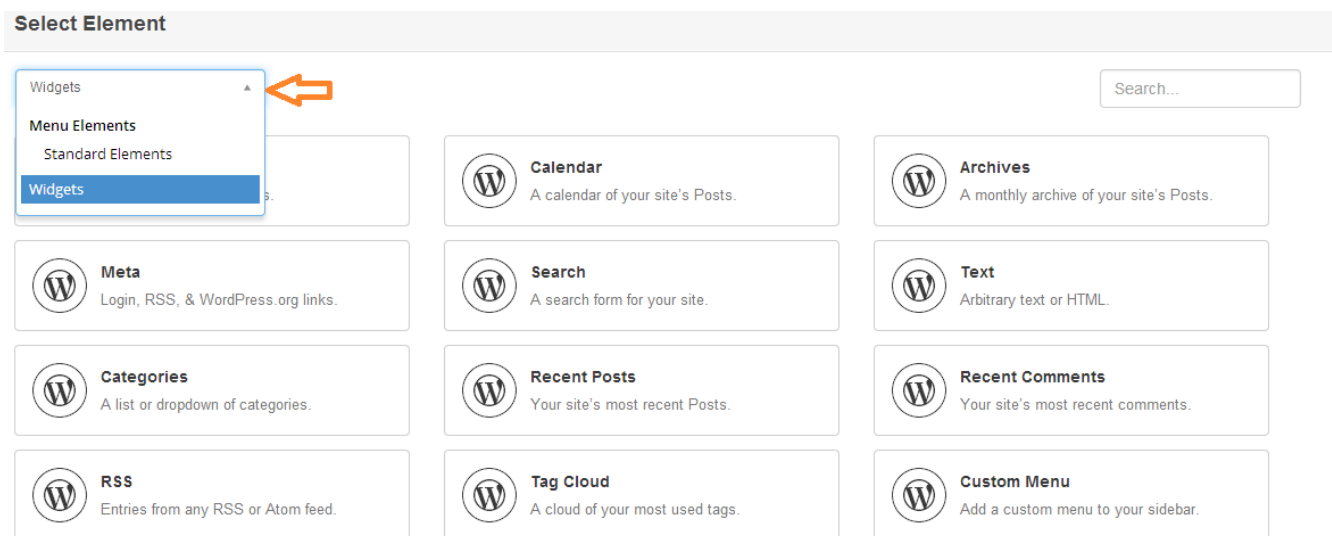 Select Element
Widgets
Search...
Menu Elements
Standard Elements
Widgets
s.
Calendar
A calendar of your site's Posts.
Archives
A monthly archive of your site's Posts.
Meta
Login, RSS, & WordPress.org links.
Search
A search form for your site.
Text
Arbitrary text or HTML.
Categories
A list or dropdown of categories.
Recent Posts
Your site's most recent Posts.
Recent Comments
Your site's most recent comments.
RSS
Entries from any RSS or Atom feed.
Tag Cloud
A cloud of your most used tags.
Custom Menu
Add a custom menu to your sidebar.